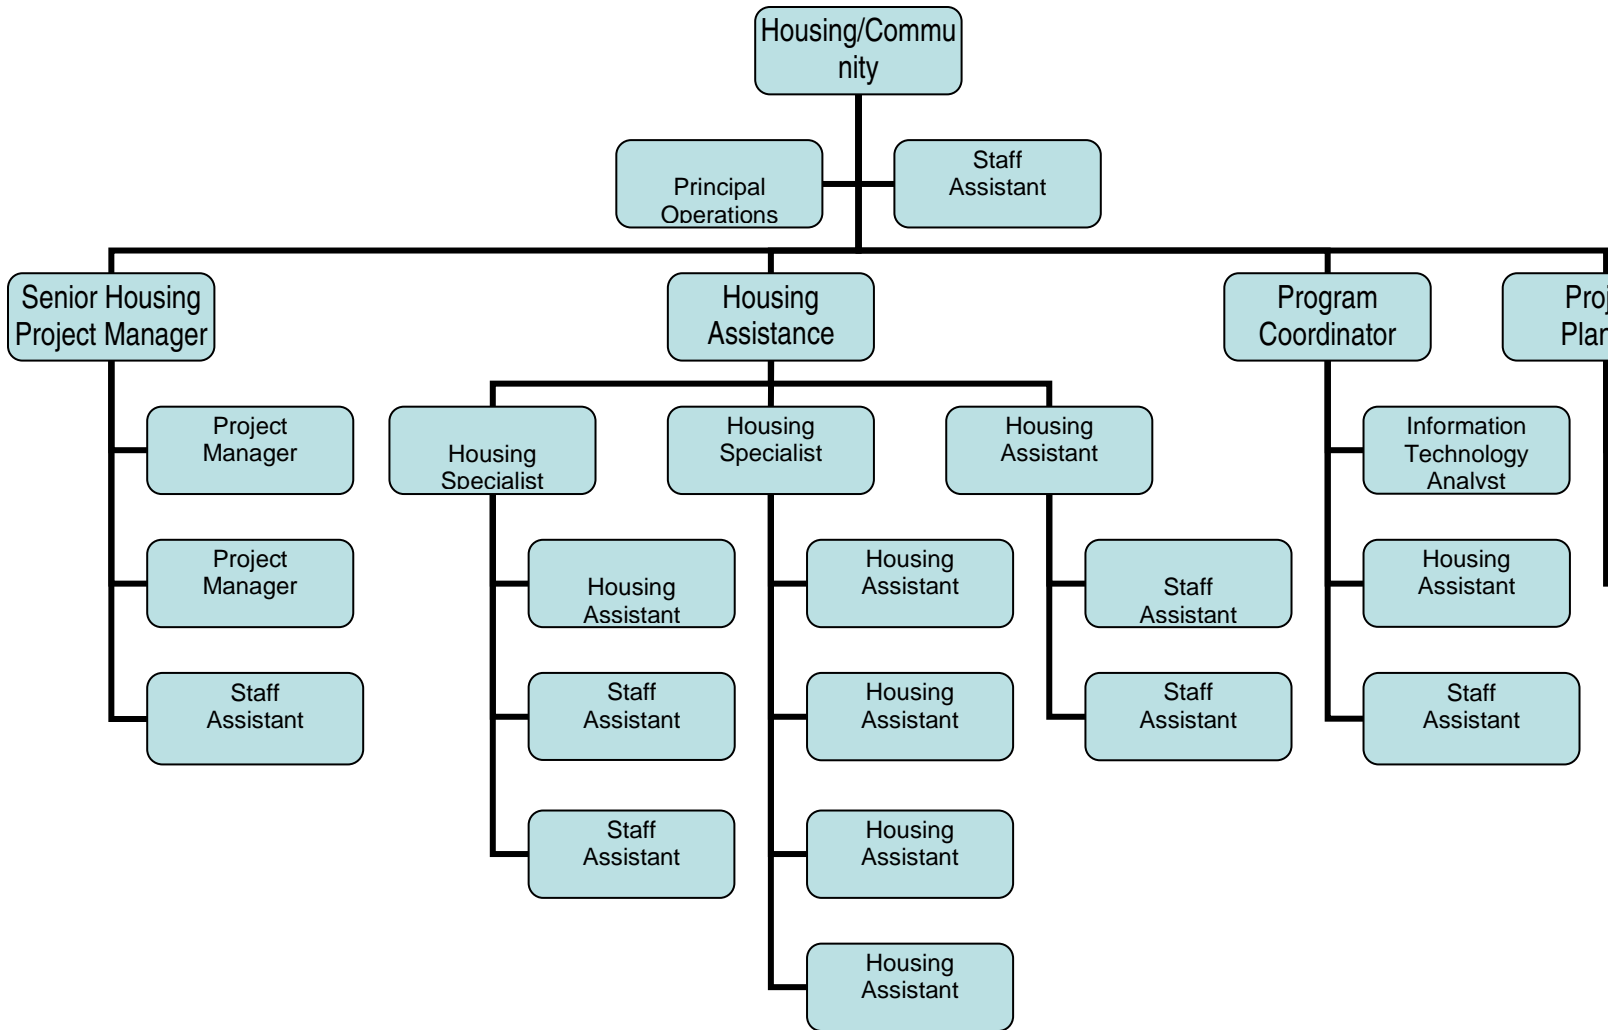 Housing/Commu
nity
Principal
Operations
Staff
Assistant
Senior Housing
Project Manager
Housing
Assistance
Program
Coordinator
Proj
Plan
Project
Manager
Housing
Specialist
Housing
Specialist
Housing
Assistant
Information
Technology
Analyst
Project
Manager
Housing
Assistant
Housing
Assistant
Staff
Assistant
Housing
Assistant
Staff
Assistant
Staff
Assistant
Housing
Assistant
Staff
Assistant
Staff
Assistant
Staff
Assistant
Housing
Assistant
Housing
Assistant